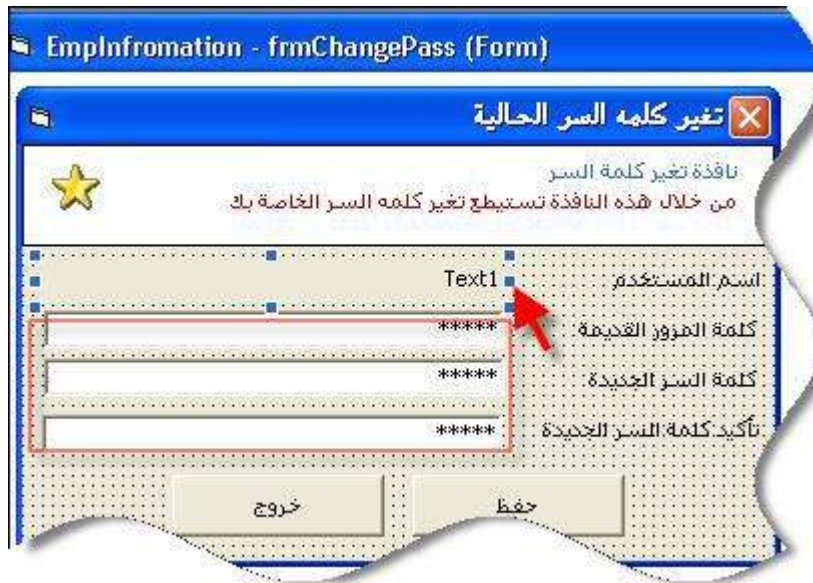 EmpInfromation - frmChangePass (Form)
تغير كلمه السر الحالية
نافذة تغير كلمة السر
من خلال هذه النافذة تستيطع تغير كلمه السر الخاصة بك
اسم المستخدم Text1
كلمة المزور القديمة *****
كلمة السر الجديدة *****
تأكيد كلمة السر الجديدة *****
حفظ خروج